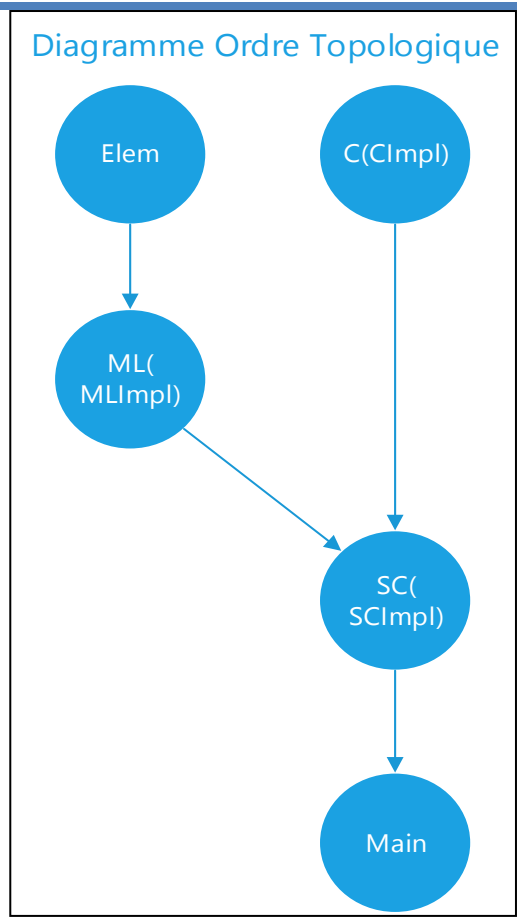 Diagramme Ordre Topologique
Elem
C(CImpl)
ML(
MLImpl)
SC(
SCImpl)
Main